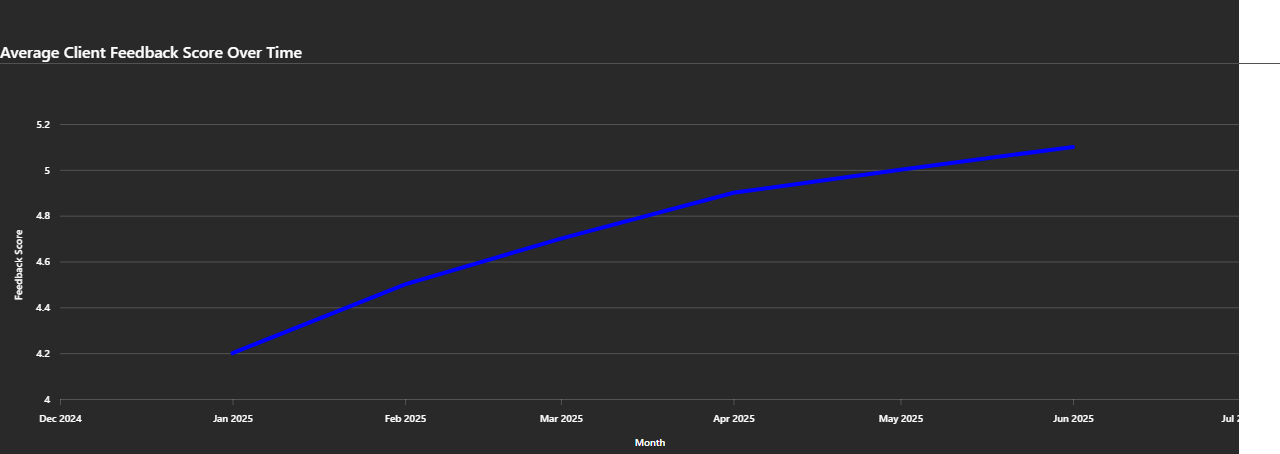 Average Client Feedback Score Over Time
5.2
5
4.8
4.6
4.4
4.2
4
Feedback Score
Dec 2024 Jan 2025 Feb 2025 Mar 2025 Apr 2025 May 2025 Jun 2025 Jul
Month